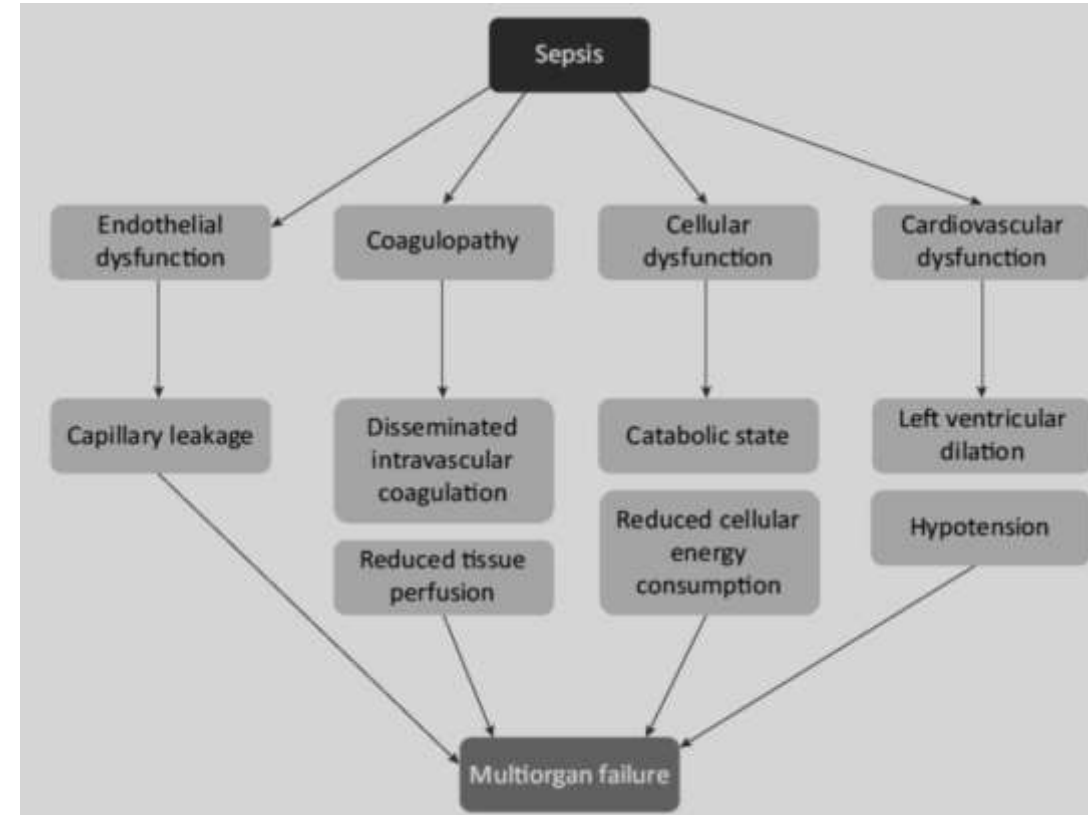 Sepsis
Endothelial
dysfunction
Coagulopathy
Cellular
dysfunction
Cardiovascular
dysfunction
Capillary leakage
Disseminated
intravascular
coagulation
Catabolic state
Left ventricular
dilation
Reduced tissue
perfusion
Reduced cellular
energy
consumption
Hypotension
Multiorgan failure